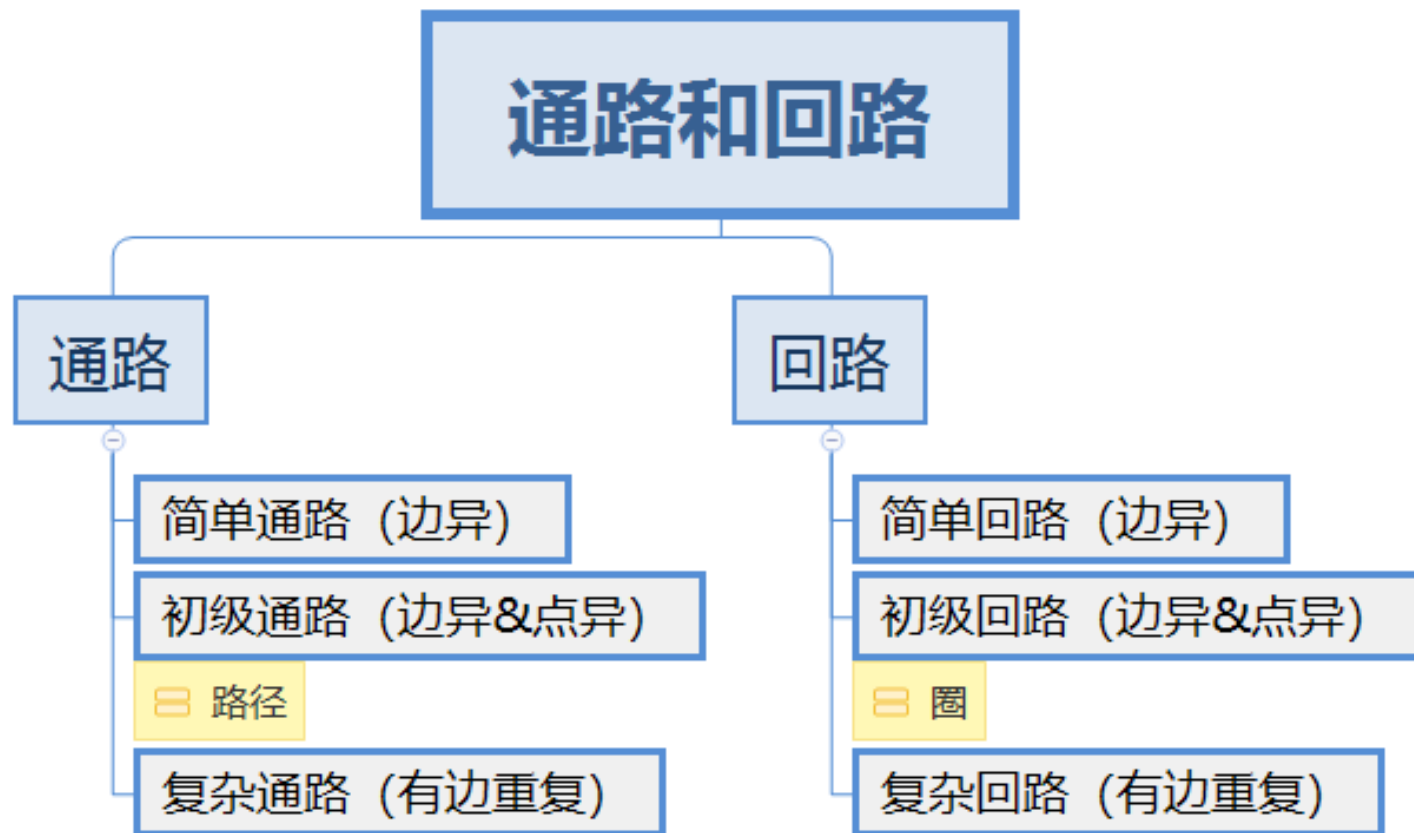 通路和回路
通路
回路
简单通路（边异）
初级通路（边异&点异）
路径
复杂通路（有边重复）
简单回路（边异）
初级回路（边异&点异）
圈
复杂回路（有边重复）